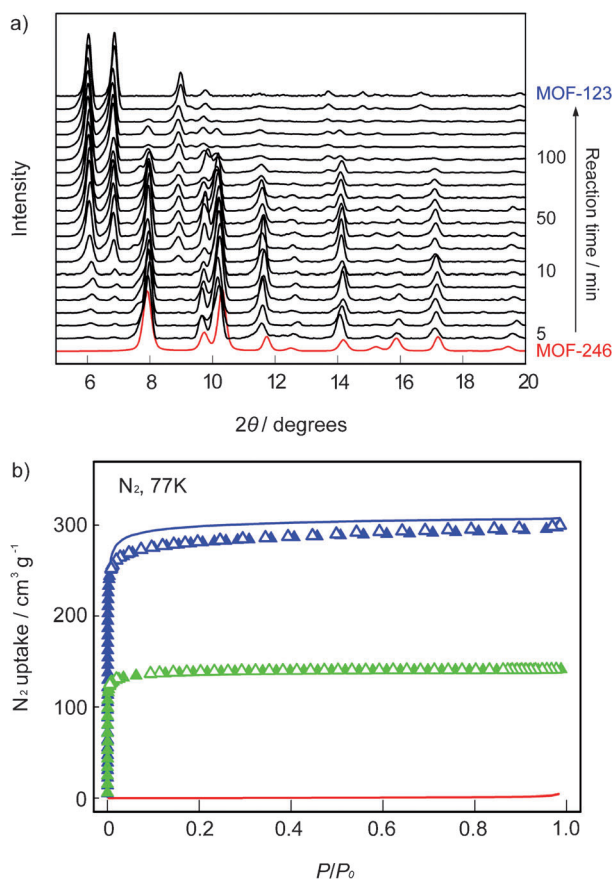 a)
Intensity
MOF-123
100
50
10
5
Reaction time / min
MOF-246
6 8 10 12 14 16 18 20
2θ / degrees
b)
N₂, 77K
N₂ uptake / cm³ g⁻¹
300
200
100
0
0 0.2 0.4 0.6 0.8 1.0
P/P₀